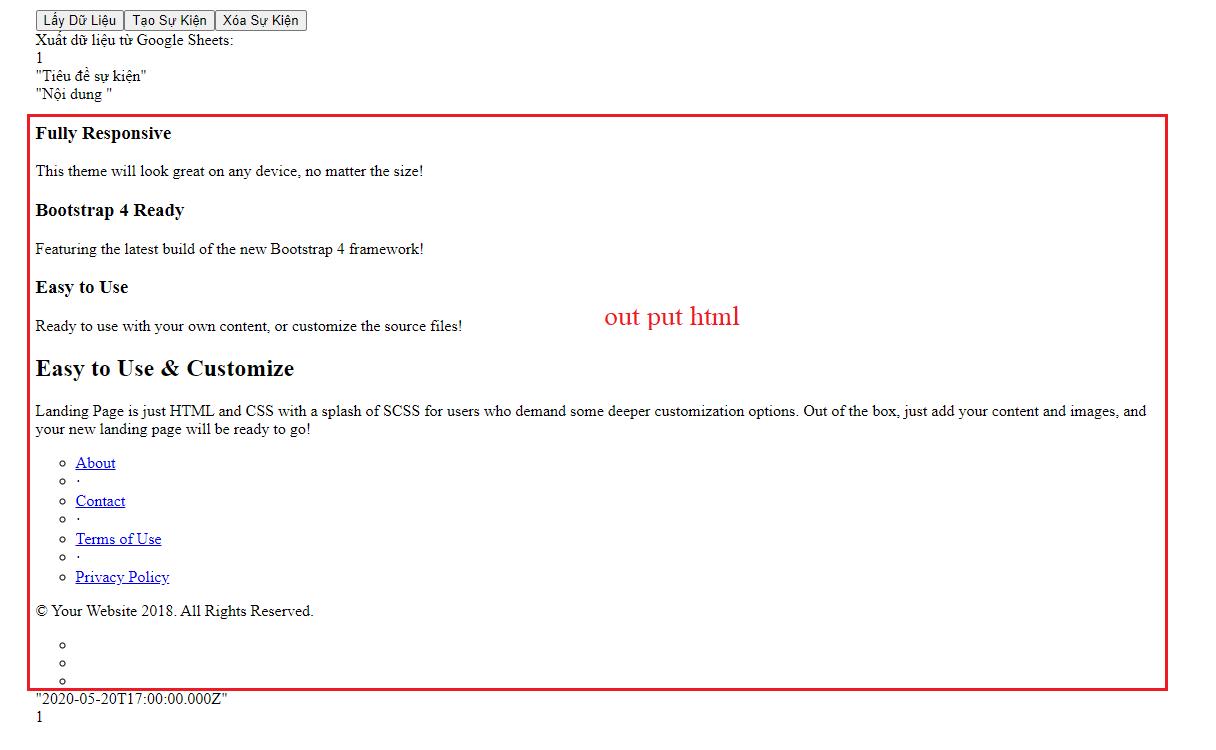 Lấy Dữ Liệu Tạo Sự Kiện Xóa Sự Kiện
Xuất dữ liệu từ Google Sheets:
1
"Tiêu đề sự kiện"
"Nội dung "
Fully Responsive
This theme will look great on any device, no matter the size!
Bootstrap 4 Ready
Featuring the latest build of the new Bootstrap 4 framework!
Easy to Use
out put html
Ready to use with your own content, or customize the source files!
Easy to Use & Customize
Landing Page is just HTML and CSS with a splash of SCSS for users who demand some deeper customization options. Out of the box, just add your content and images, and
your new landing page will be ready to go!
About
·
Contact
·
Terms of Use
·
Privacy Policy
© Your Website 2018. All Rights Reserved.
"2020-05-20T17:00:00.000Z"
1